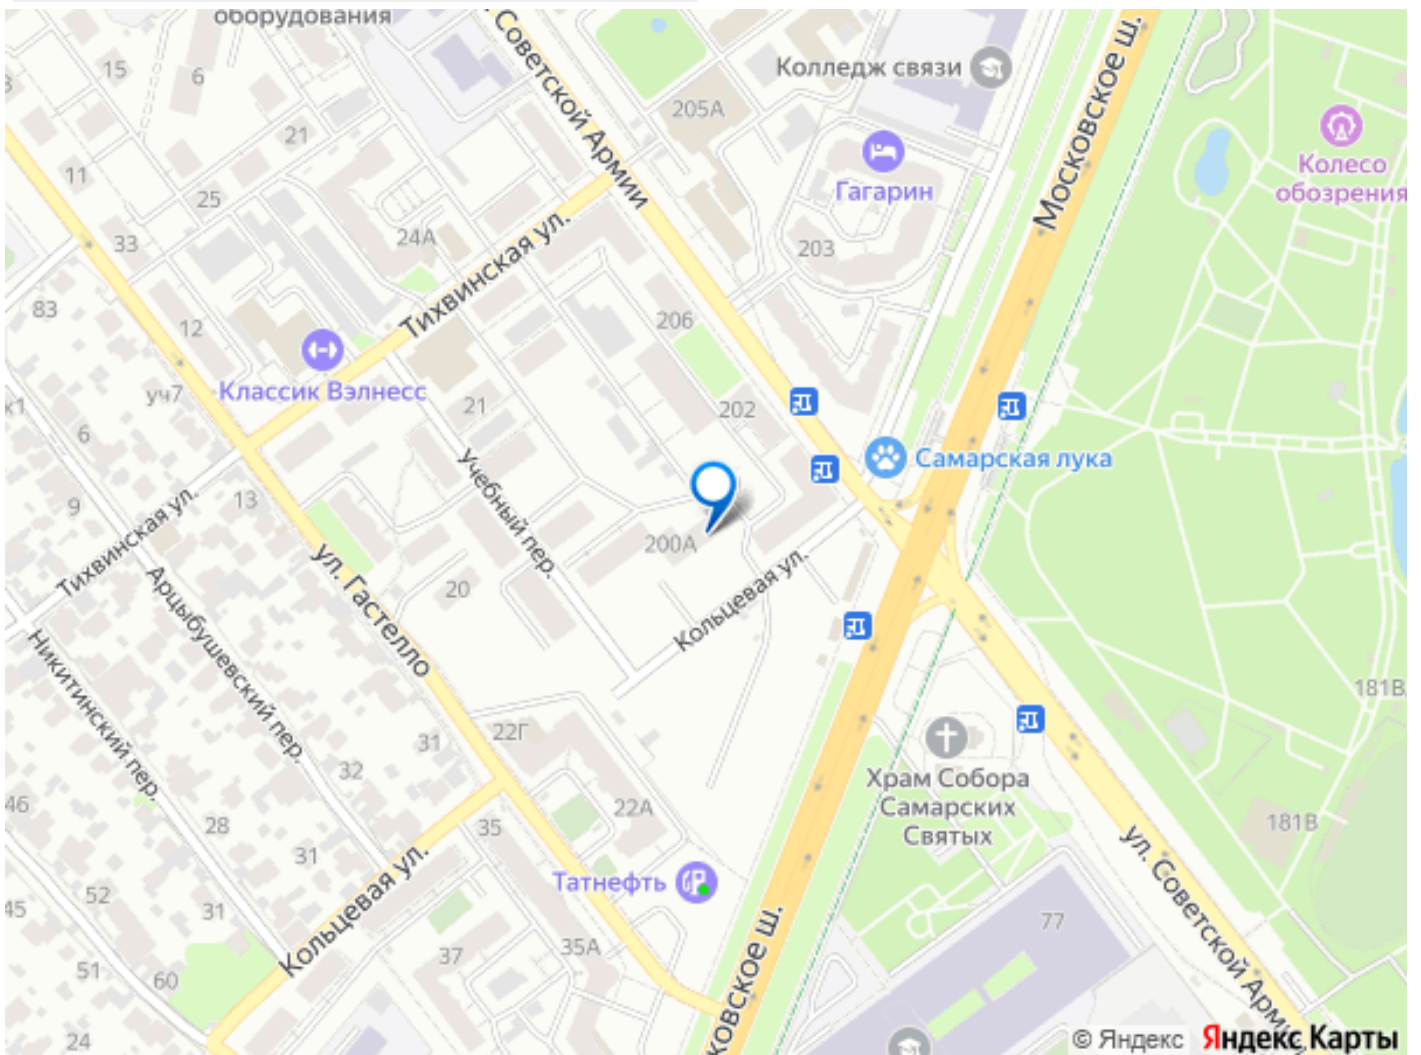 оборудования
15
6
Советской Армии
205А
Колледж связи
Московское ш.
Колесо
обозрения
21
11
25
Гагарин
33
24А
203
Тихвинская ул.
83
12
206
Классик Вэлнесс
уч7
21
202
6
Самарская лука
Учебный пер.
9
13
Тихвинская ул.
200А
ул. Гастелло
20
Арцыбушевский пер.
Кольцевая ул.
Никитинский пер.
181В
22Г
31
32
Храм Собора
Самарских
Святых
46
22А
28
35
181В
ул. Советской Арми
31
Кольцевая ул.
Татнефть
52
45
31
77
35А
37
51
60
ковское ш.
24
© Яндекс Яндекс Карты